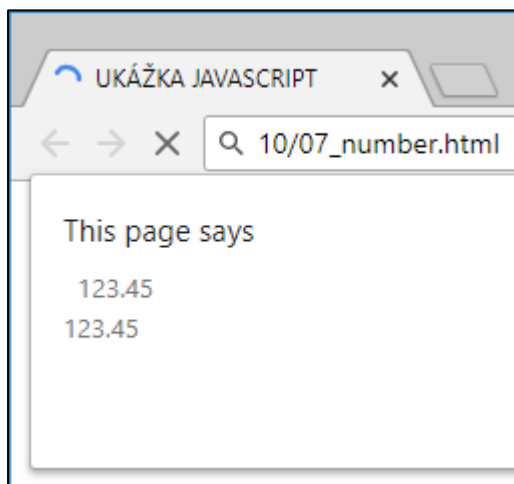 UKÁŽKA JAVASCRIPT
10/07_number.html
This page says
123.45
123.45